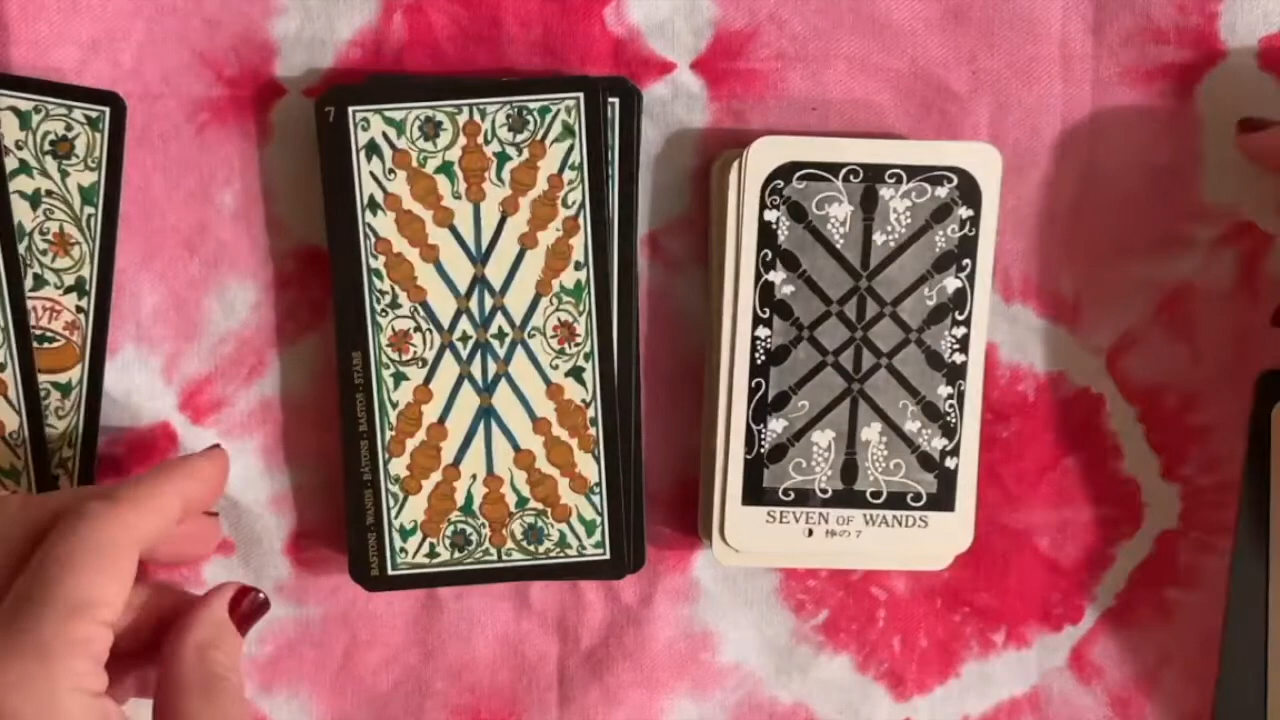 7
BASTONI - WANDS - BÂTONS - BASTOS - STÄBE
SEVEN OF WANDS
棒の7